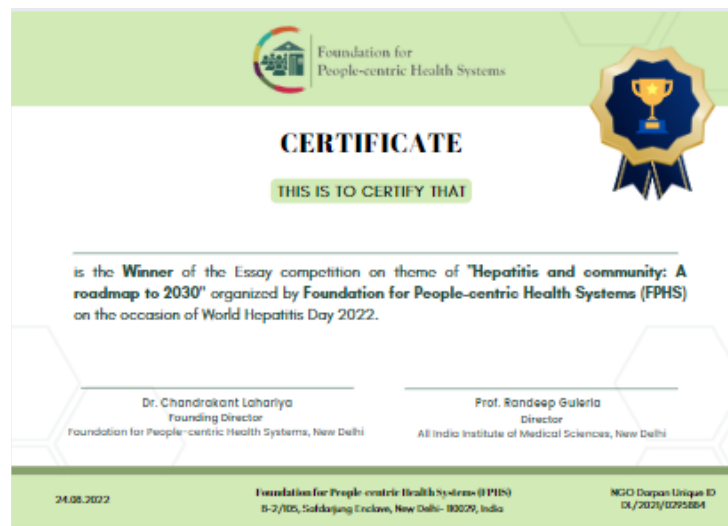 Foundation for
People-centric Health Systems
CERTIFICATE
THIS IS TO CERTIFY THAT
is the Winner of the Essay competition on theme of "Hepatitis and community: A
roadmap to 2030" organized by Foundation for People-centric Health Systems (FPHS)
on the occasion of World Hepatitis Day 2022.
Dr. Chandrakant Lahariya
Founding Director
Foundation for People-centric Health Systems, New Delhi
Prof. Randeep Guleria
Director
All India Institute of Medical Sciences, New Delhi
24.08.2022
Foundation for People-centric Health Systems (FPHS)
B-2/105, Safdarjung Enclave, New Delhi- 110029, India
NGO Darpan Unique ID
DL/2021/0295884